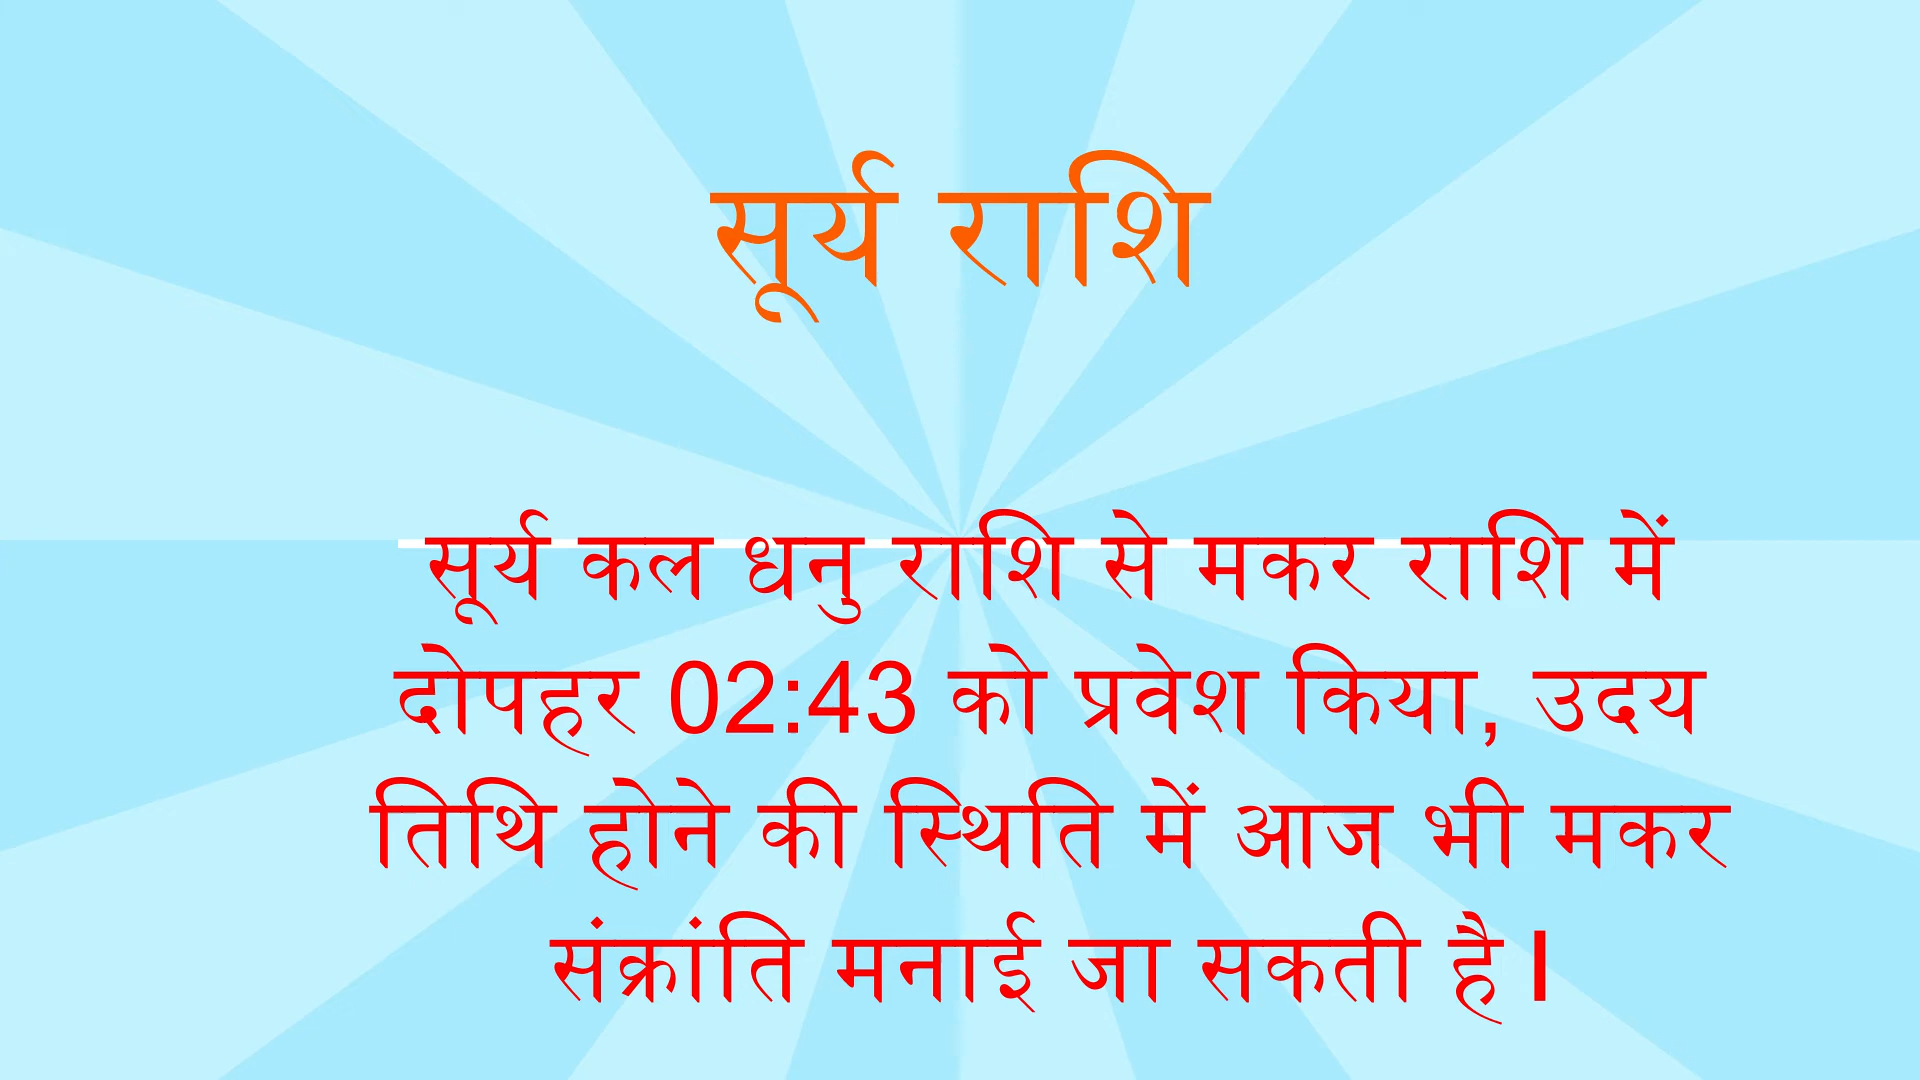 सूर्य राशि
सूर्य कल धनु राशि से मकर राशि में
दोपहर 02:43 को प्रवेश किया, उदय
तिथि होने की स्थिति में आज भी मकर
संक्रांति मनाई जा सकती है।